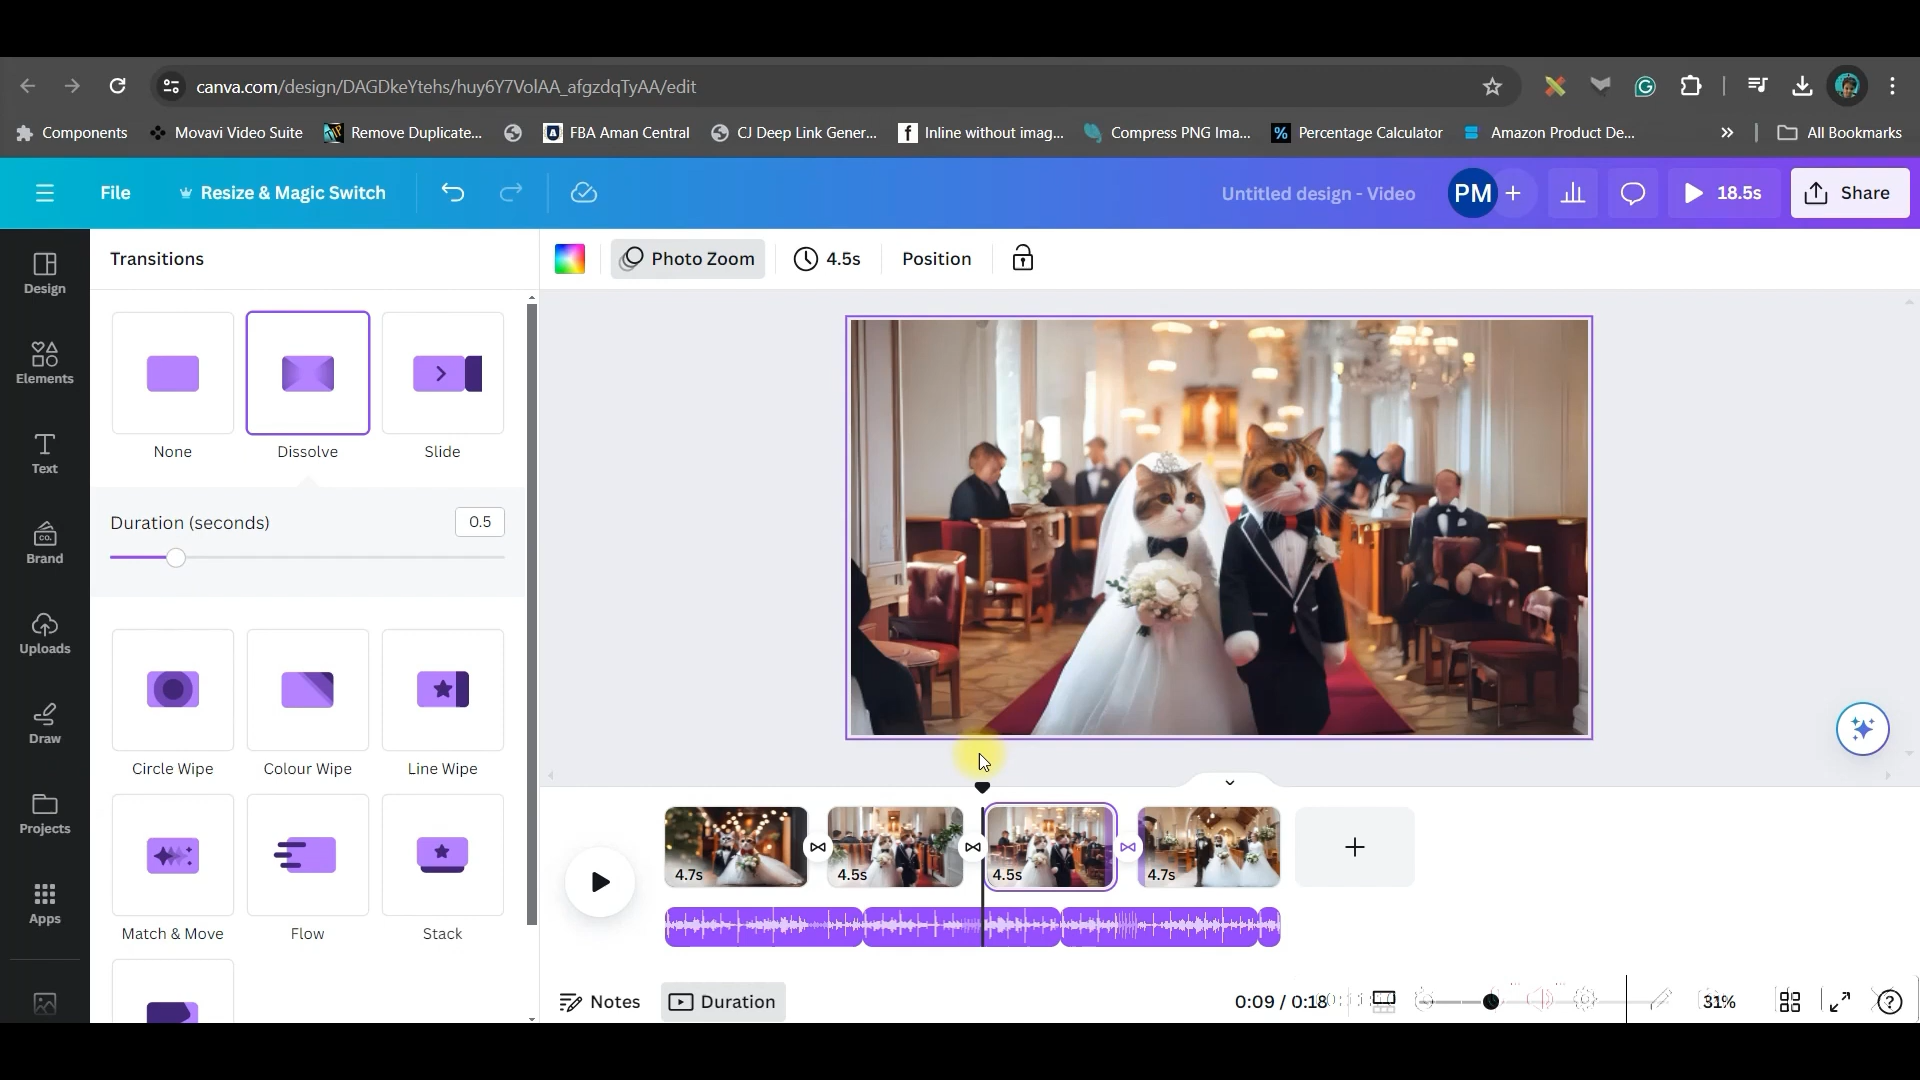 canva.com/design/DAGDkeYtehs/huy6Y7VolAA_afgzdqTyAA/edit
Components Movavi Video Suite Remove Duplicate... FBA Aman Central CJ Deep Link Gener... Inline without imag... Compress PNG Ima... Percentage Calculator Amazon Product De... » All Bookmarks
File Resize & Magic Switch Untitled design - Video PM + 18.5s Share
Design
Elements
Text
Brand
Uploads
Draw
Projects
Apps
Transitions
None Dissolve Slide
Duration (seconds) 0.5
Circle Wipe Colour Wipe Line Wipe
Match & Move Flow Stack
Photo Zoom 4.5s Position
4.7s 4.5s 4.5s 4.7s
Notes Duration 0:09 / 0:18 31%